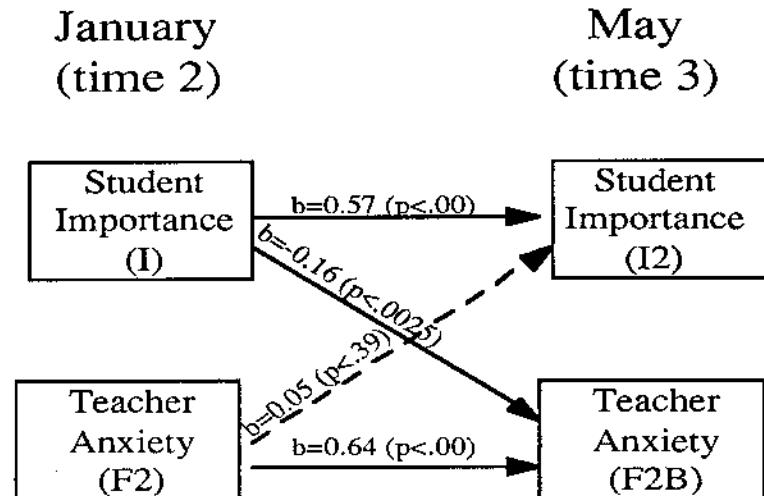 January
(time 2)
May
(time 3)
Student
Importance
(I)
b=0.57 (p<.00)
Student
Importance
(I2)
b=-0.16 (p<.0025)
b=0.05 (p<.39)
Teacher
Anxiety
(F2)
b=0.64 (p<.00)
Teacher
Anxiety
(F2B)